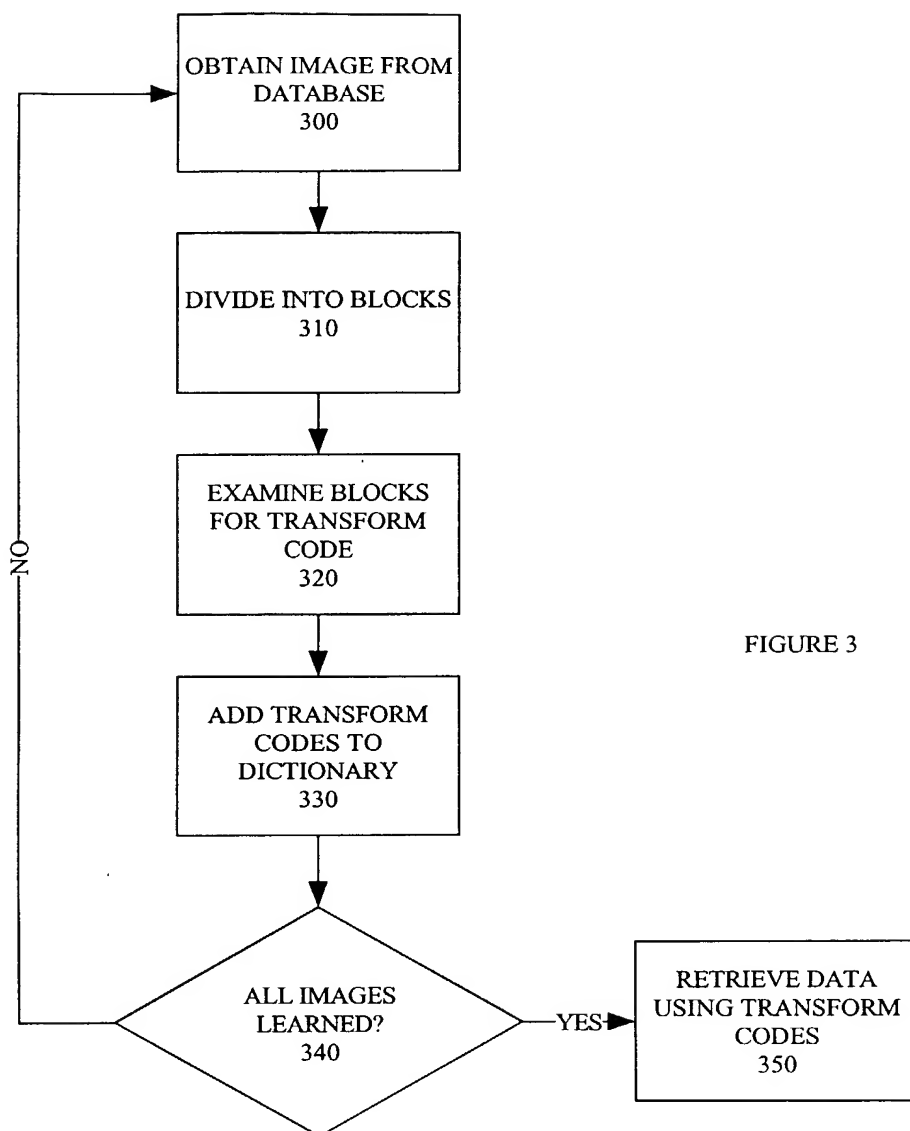 OBTAIN IMAGE FROM
DATABASE
300
DIVIDE INTO BLOCKS
310
EXAMINE BLOCKS
FOR TRANSFORM
CODE
320
NO
FIGURE 3
ADD TRANSFORM
CODES TO
DICTIONARY
330
ALL IMAGES
LEARNED?
340
YES
RETRIEVE DATA
USING TRANSFORM
CODES
350